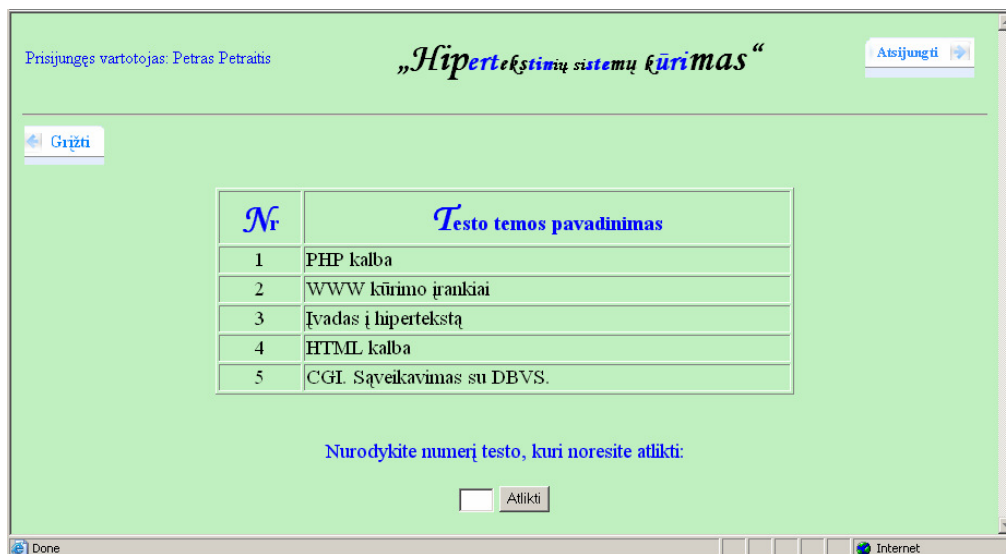 Prisijungęs vartotojas: Petras Petraitis
„Hipertekstinių sistemų kūrimas“
Atsijungti
Grįžti
Nr Testo temos pavadinimas
1 PHP kalba
2 WWW kūrimo įrankiai
3 Įvadas į hipertekstą
4 HTML kalba
5 CGI. Sąveikavimas su DBVS.
Nurodykite numerį testo, kuri noresite atlikti:
Atlikti
Done Internet